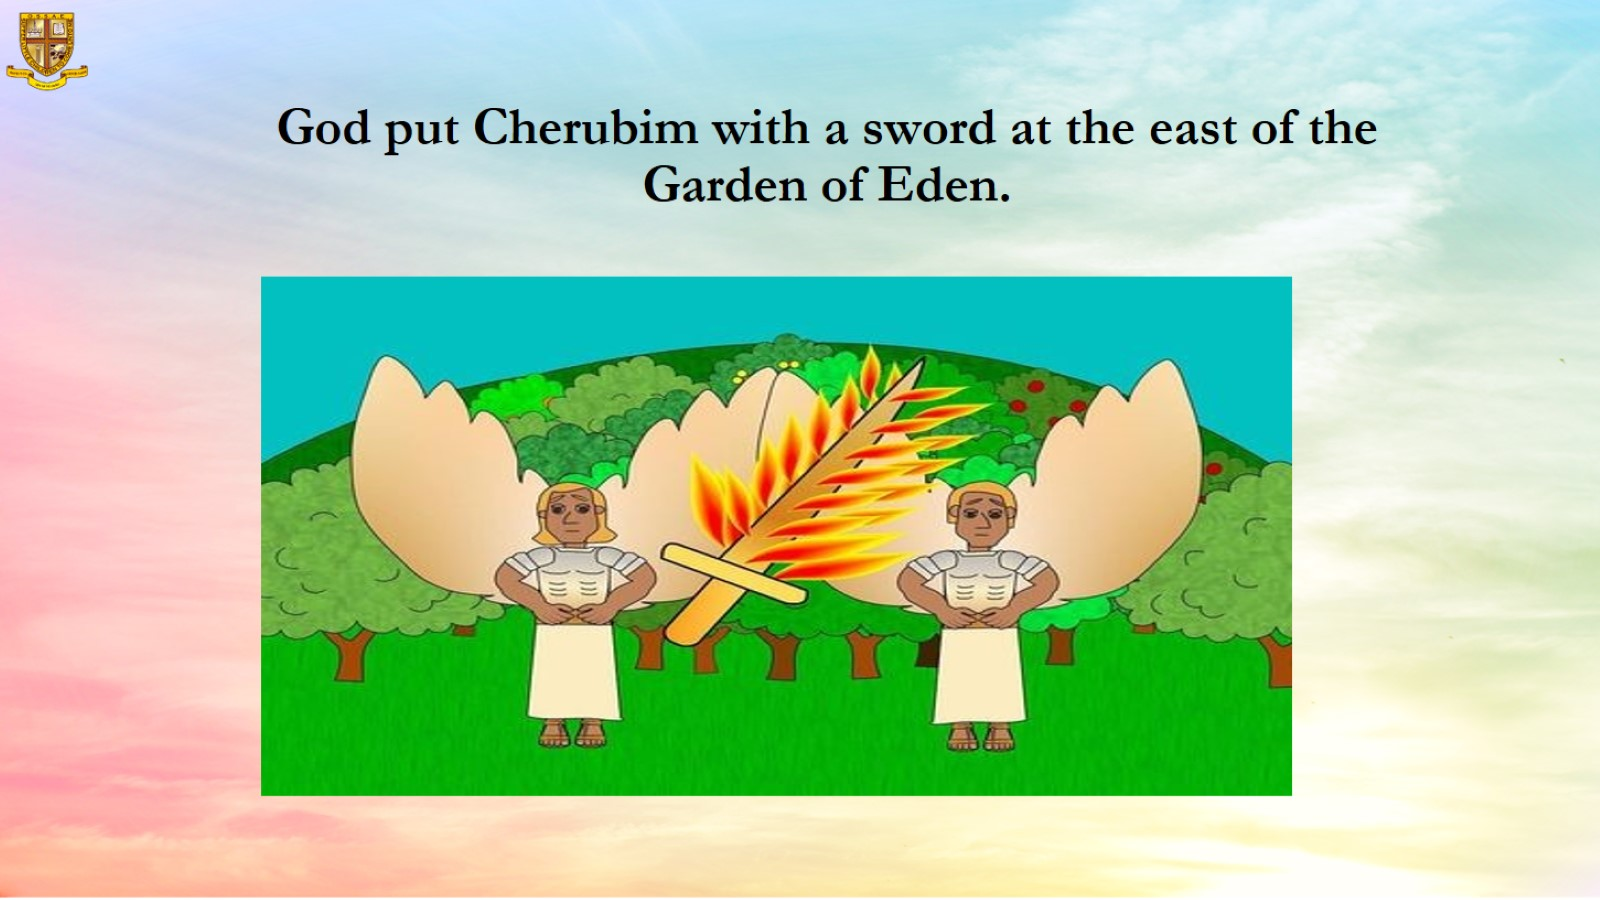 God put Cherubim with a sword at the east of the
Garden of Eden.